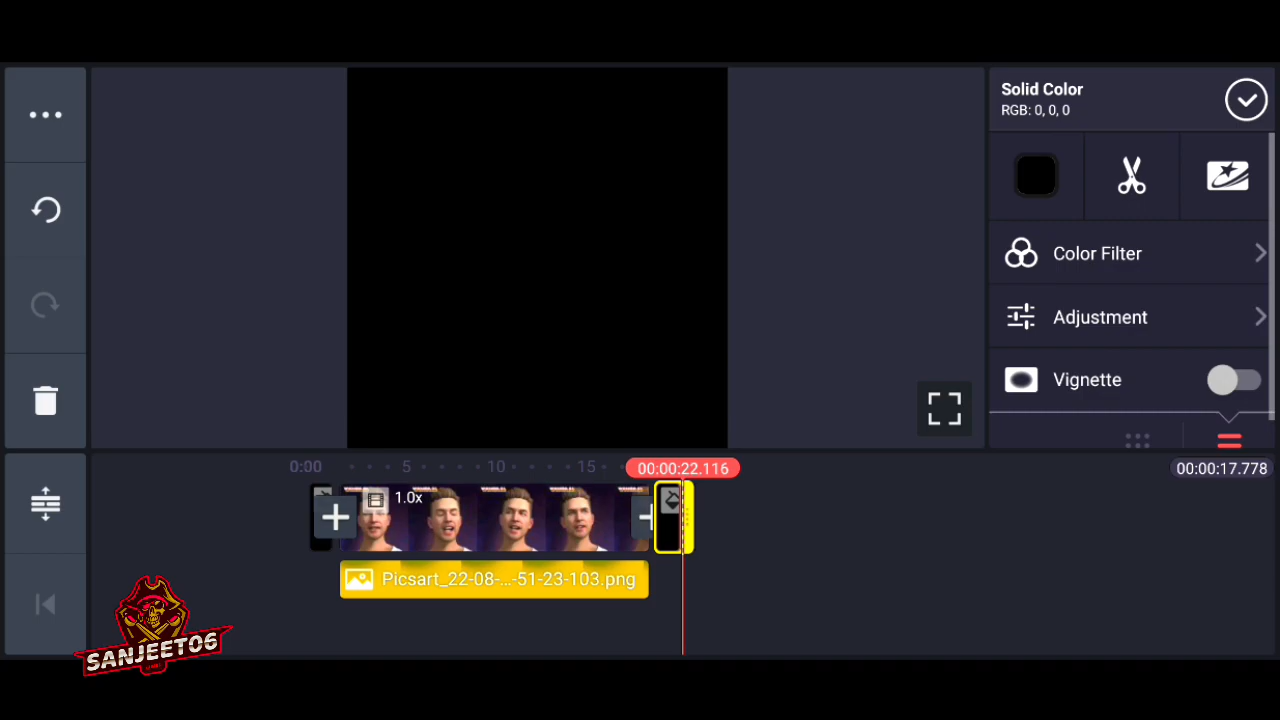 Solid Color
RGB: 0, 0, 0
Color Filter
Adjustment
Vignette
0:00
5
10
15
00:00:22.116
00:00:17.778
1.0x
Picsart_22-08-...-51-23-103.png
SANJEET06